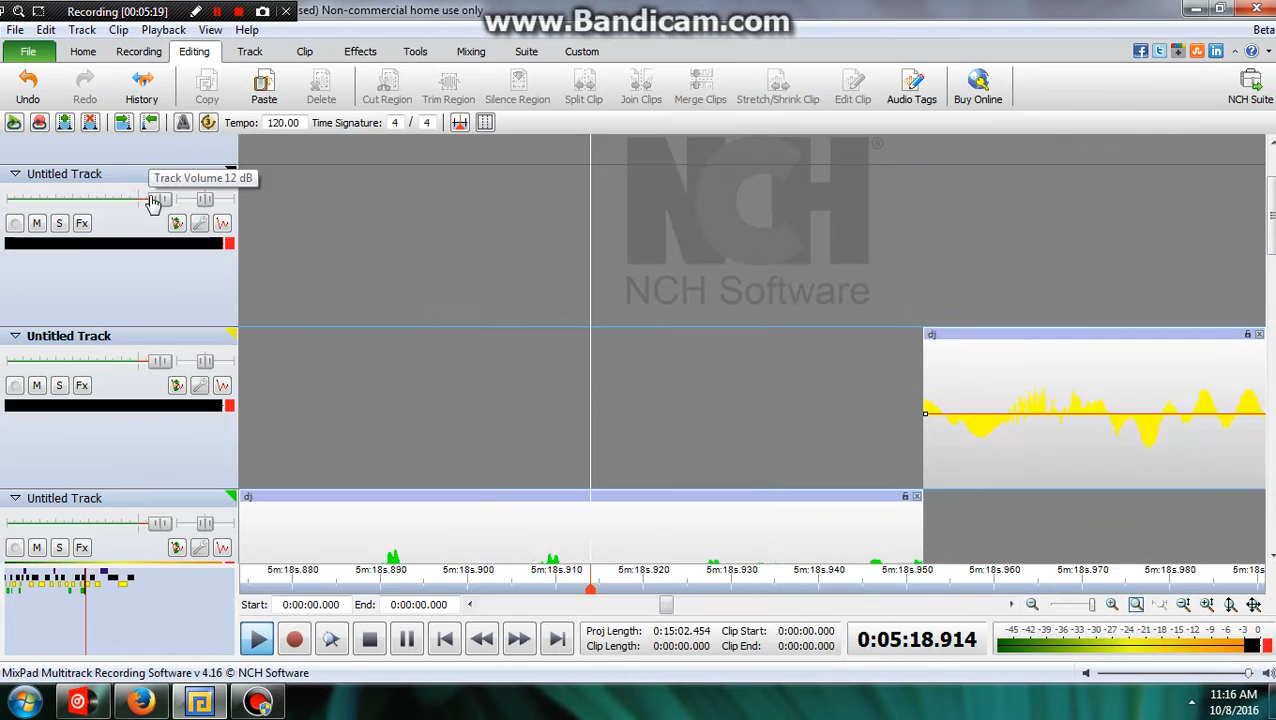 Recording [00:05:19]
sed) Non-commercial home use only
www.Bandicam.com
File Edit Track Clip Playback View Help
Beta
File Home Recording Editing Track Clip Effects Tools Mixing Suite Custom
Undo Redo History Copy Paste Delete Cut Region Trim Region Silence Region Split Clip Join Clips Merge Clips Stretch/Shrink Clip Edit Clip Audio Tags Buy Online NCH Suite
Tempo: 120.00 Time Signature: 4 / 4
Untitled Track
Track Volume 12 dB
M S Fx
NCH®
NCH Software
Untitled Track
dj
M S Fx
Untitled Track
dj
M S Fx
5m:18s.880 5m:18s.890 5m:18s.900 5m:18s.910 5m:18s.920 5m:18s.930 5m:18s.940 5m:18s.950 5m:18s.960 5m:18s.970 5m:18s.980 5m:18s
Start: 0:00:00.000 End: 0:00:00.000
Proj Length: 0:15:02.454 Clip Start: 0:00:00.000
Clip Length: 0:00:00.000 Clip End: 0:00:00.000
0:05:18.914
-45 -42 -39 -36 -33 -30 -27 -24 -21 -18 -15 -12 -9 -6 -3 0
MixPad Multitrack Recording Software v 4.16 © NCH Software
11:16 AM
10/8/2016